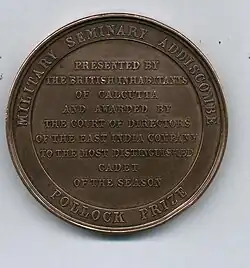 MILITARY SEMINARY ADDISCOMBE
PRESENTED BY
THE BRITISH INHABITANTS
OF CALCUTTA
AND AWARDED BY
THE COURT OF DIRECTORS
OF THE EAST INDIA COMPANY
TO THE MOST DISTINGUISHED
CADET
OF THE SEASON
POLLOCK PRIZE